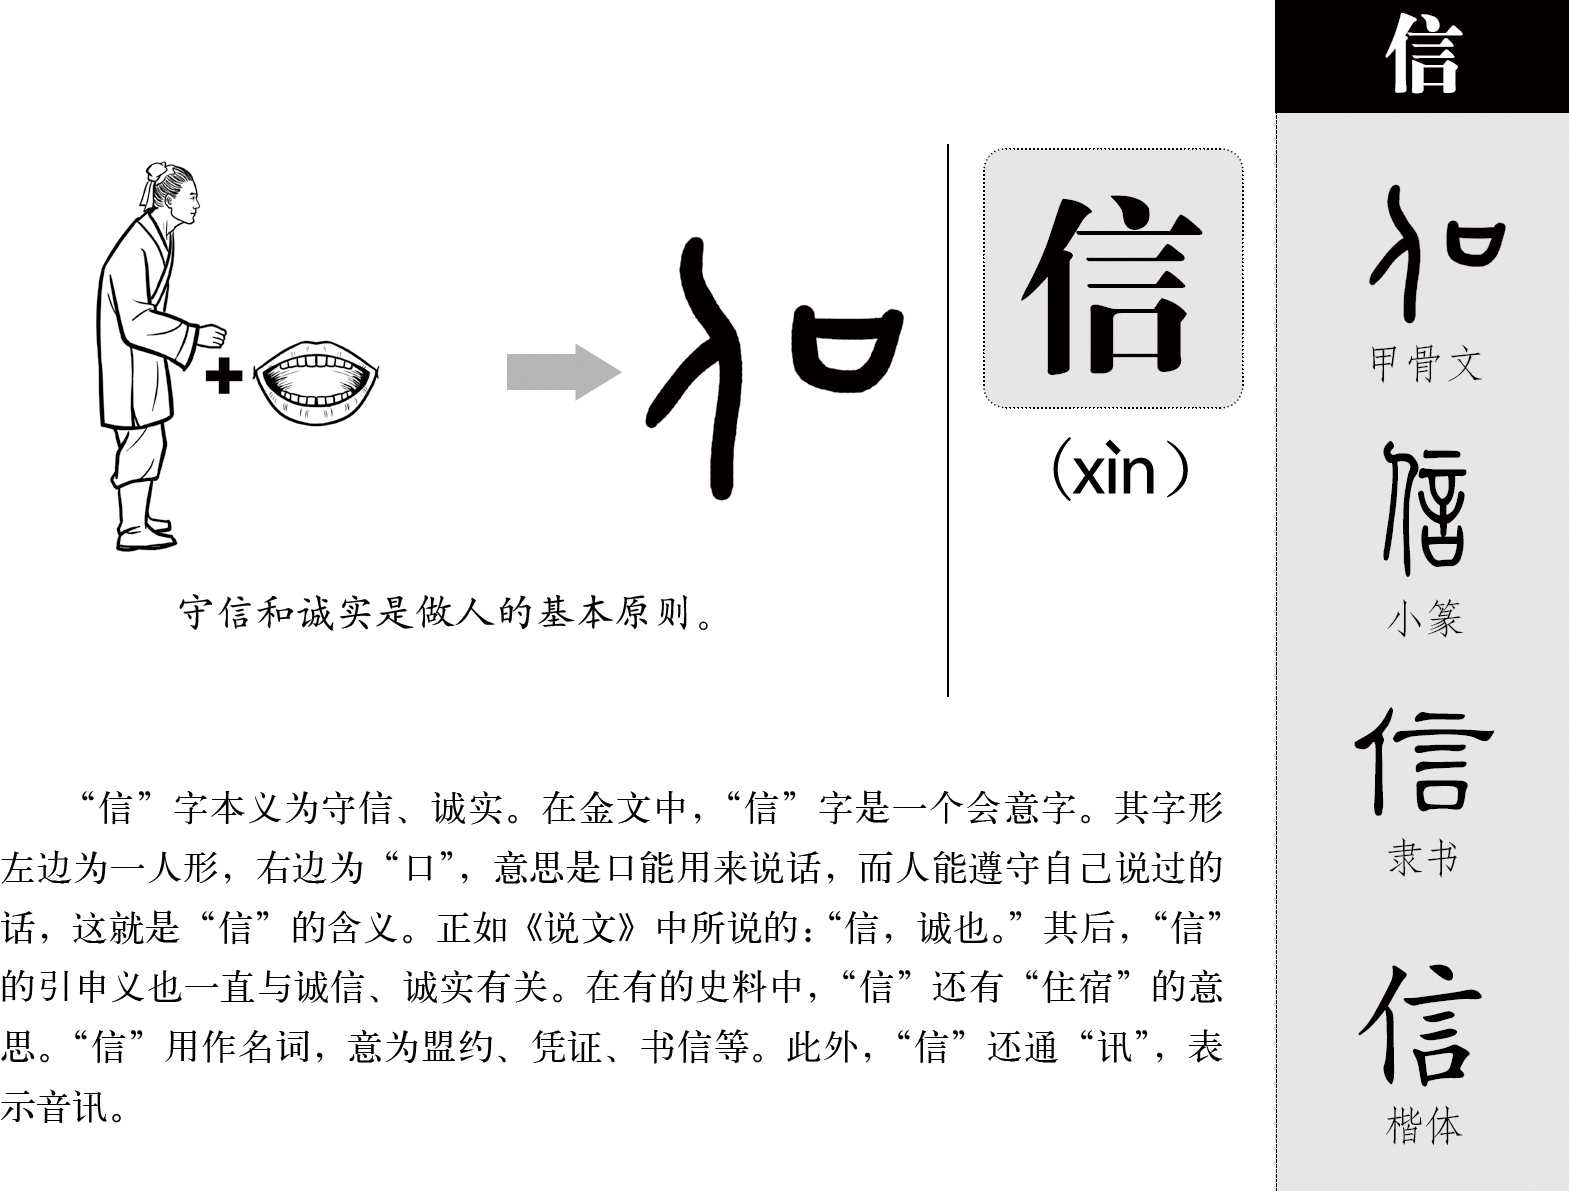 信
(xìn)
守信和诚实是做人的基本原则。
“信”字本义为守信、诚实。在金文中，“信”字是一个会意字。其字形
左边为一人形，右边为“口”，意思是口能用来说话，而人能遵守自己说过的
话，这就是“信”的含义。正如《说文》中所说的：“信，诚也。”其后，“信”
的引申义也一直与诚信、诚实有关。在有的史料中，“信”还有“住宿”的意
思。“信”用作名词，意为盟约、凭证、书信等。此外，“信”还通“讯”，表
示音讯。
信
甲骨文
信
小篆
信
隶书
信
楷体